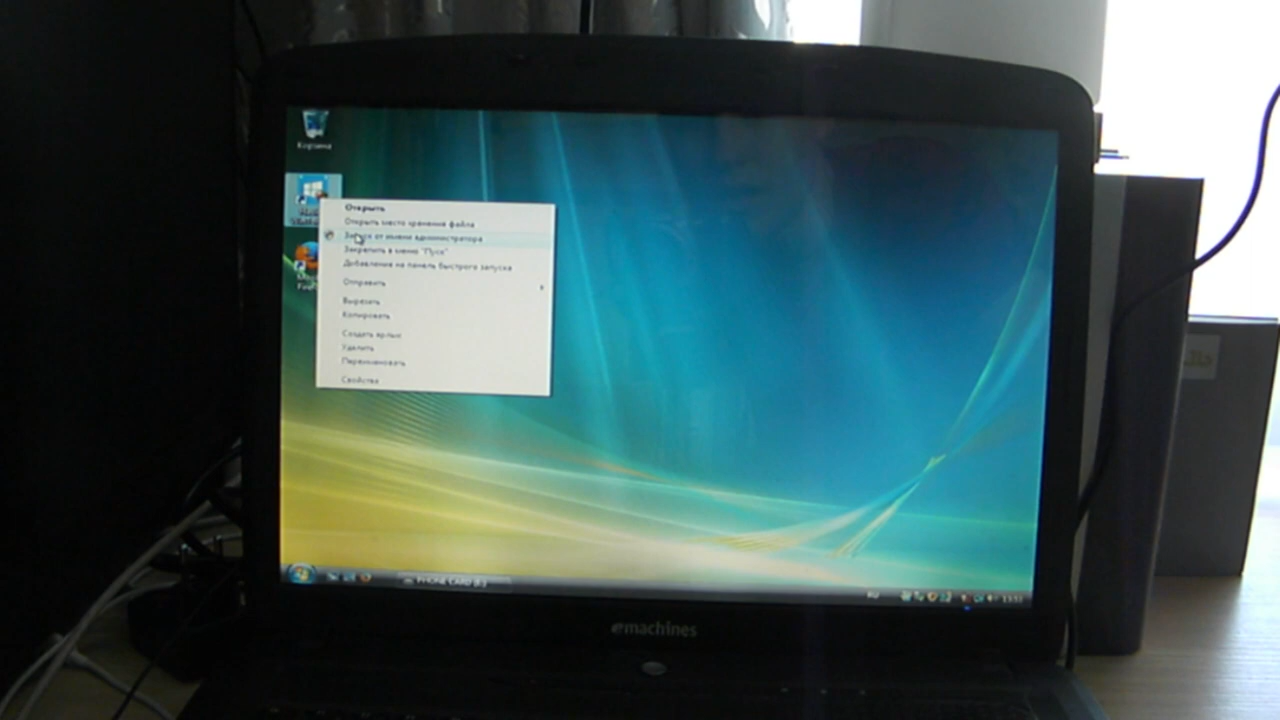 Корзина
Открыть
Открыть место хранения файла
Запуск от имени администратора
Закрепить в меню "Пуск"
Добавление на панель быстрого запуска
Отправить
Вырезать
Копировать
Создать ярлык
Удалить
Переименовать
Свойства
PHONE CARD (E:)
RU
emachines